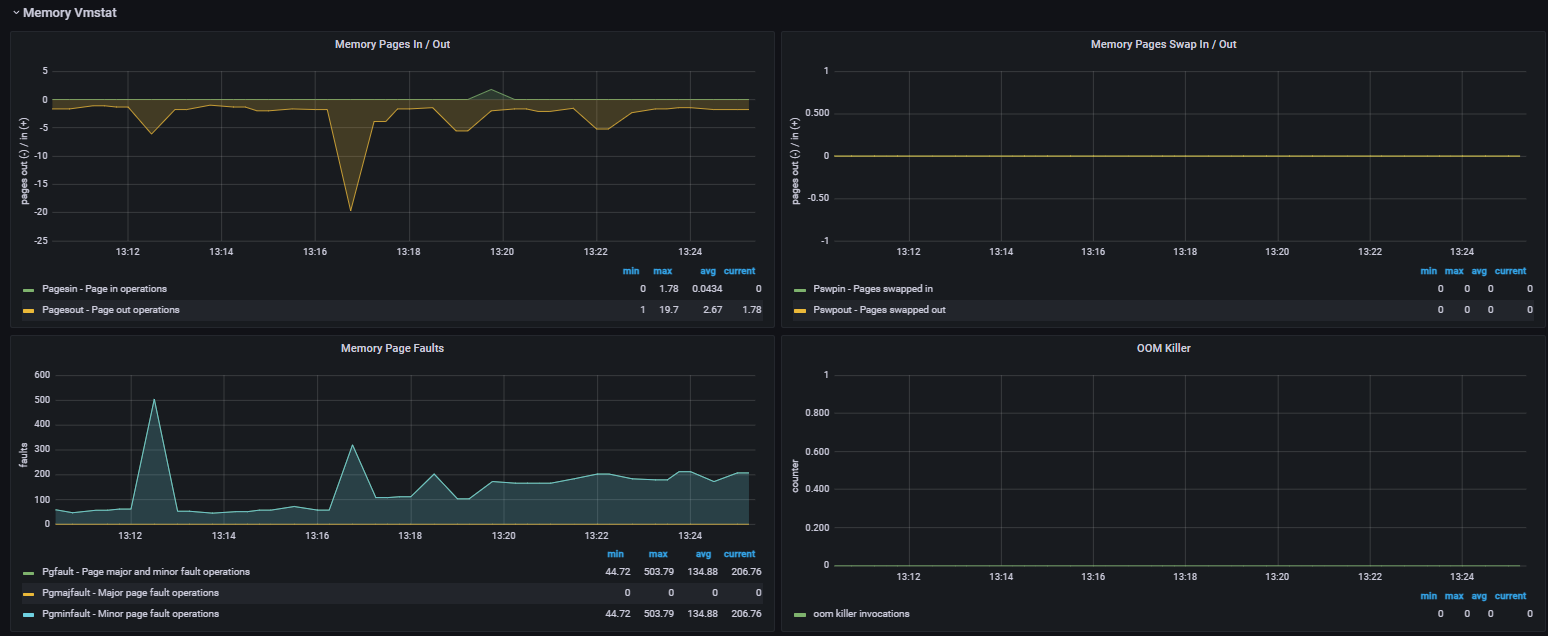 Memory Vmstat
Memory Pages In / Out
pages out (-) / in (+)
5
0
-5
-10
-15
-20
-25
13:12 13:14 13:16 13:18 13:20 13:22 13:24
min max avg current
Pagesin - Page in operations 0 1.78 0.0434 0
Pagesout - Page out operations 1 19.7 2.67 1.78
Memory Pages Swap In / Out
pages out (-) / in (+)
1
0.500
0
-0.50
-1
13:12 13:14 13:16 13:18 13:20 13:22 13:24
min max avg current
Pswpin - Pages swapped in 0 0 0 0
Pswpout - Pages swapped out 0 0 0 0
Memory Page Faults
faults
600
500
400
300
200
100
0
13:12 13:14 13:16 13:18 13:20 13:22 13:24
min max avg current
Pgfault - Page major and minor fault operations 44.72 503.79 134.88 206.76
Pgmajfault - Major page fault operations 0 0 0 0
Pgminfault - Minor page fault operations 44.72 503.79 134.88 206.76
OOM Killer
counter
1
0.800
0.600
0.400
0.200
0
13:12 13:14 13:16 13:18 13:20 13:22 13:24
min max avg current
oom killer invocations 0 0 0 0